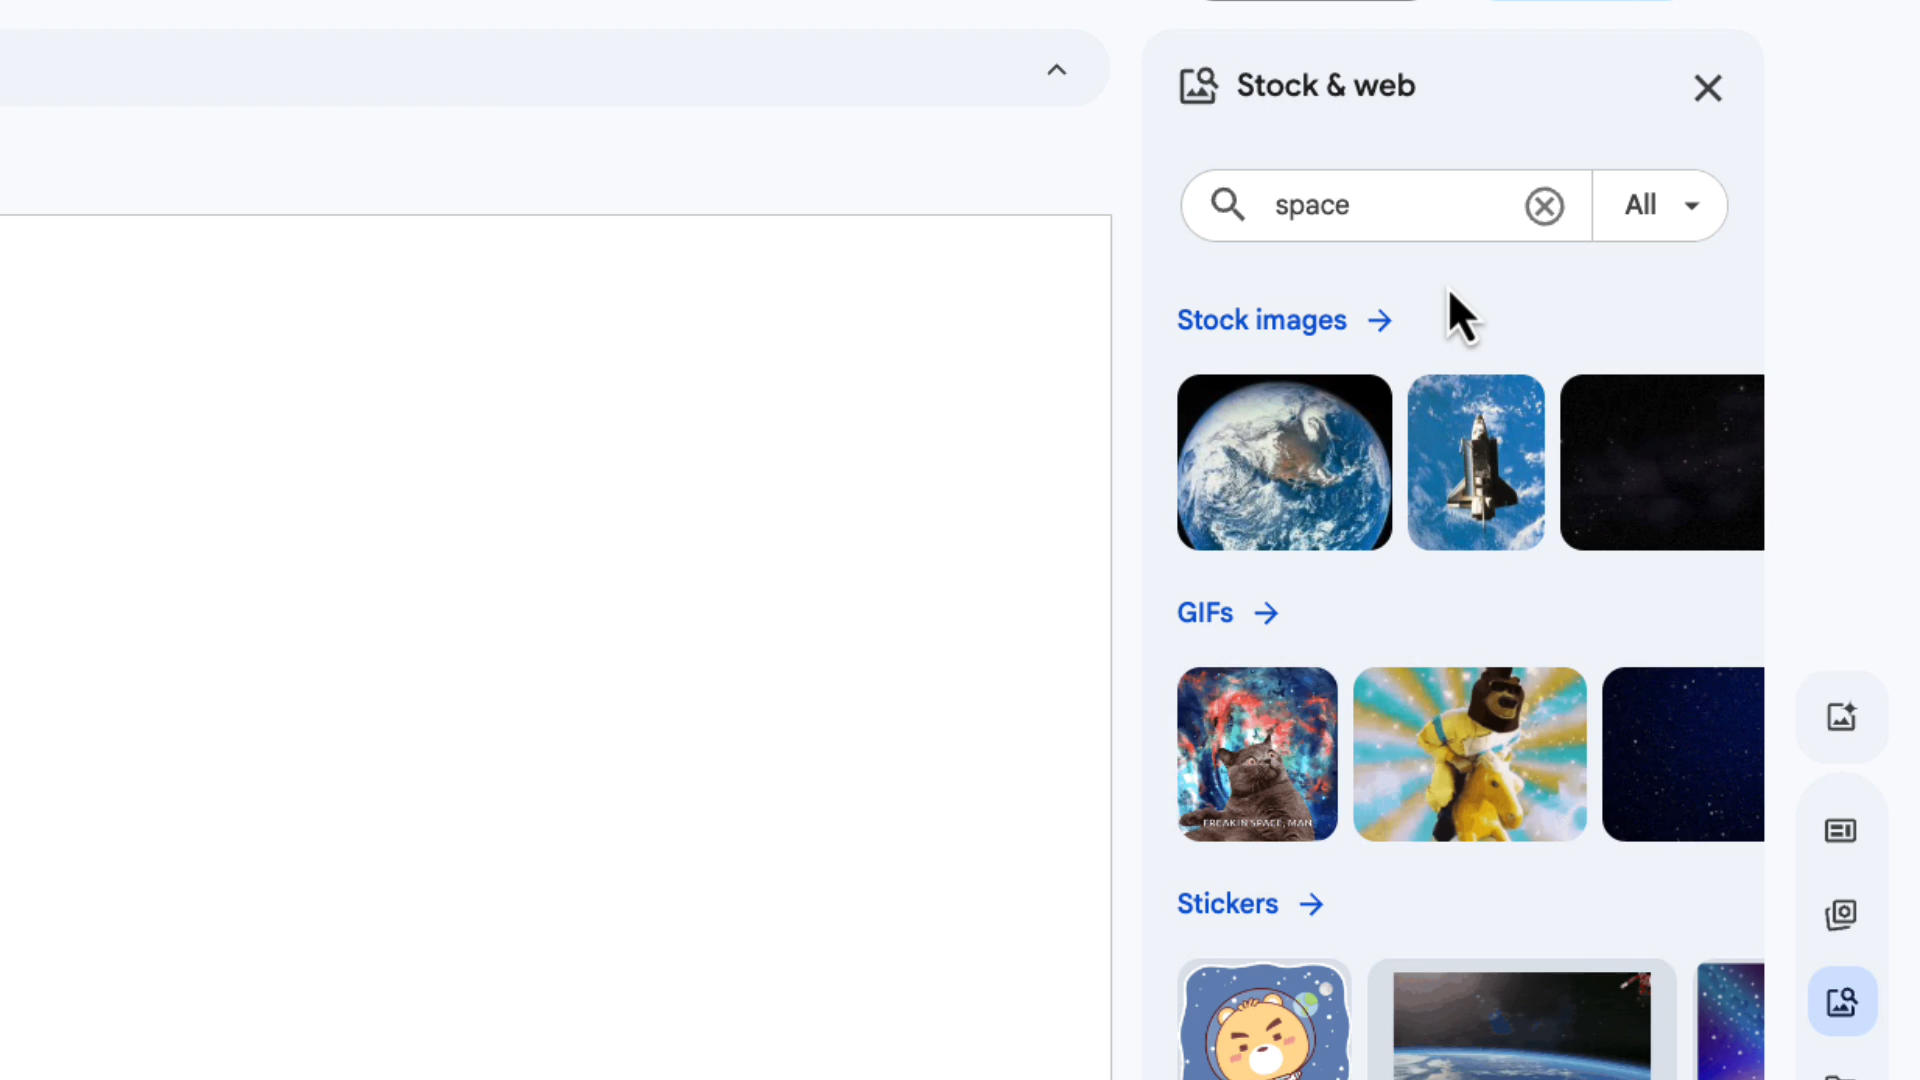 Stock & web
space
All
Stock images
GIFs
FREAKIN SPACE, MAN
Stickers